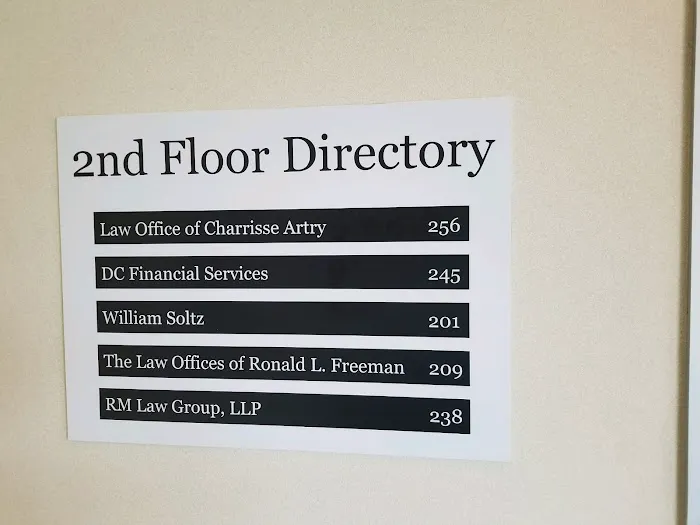 2nd Floor Directory
Law Office of Charrisse Artry 256
DC Financial Services 245
William Soltz 201
The Law Offices of Ronald L. Freeman 209
RM Law Group, LLP 238